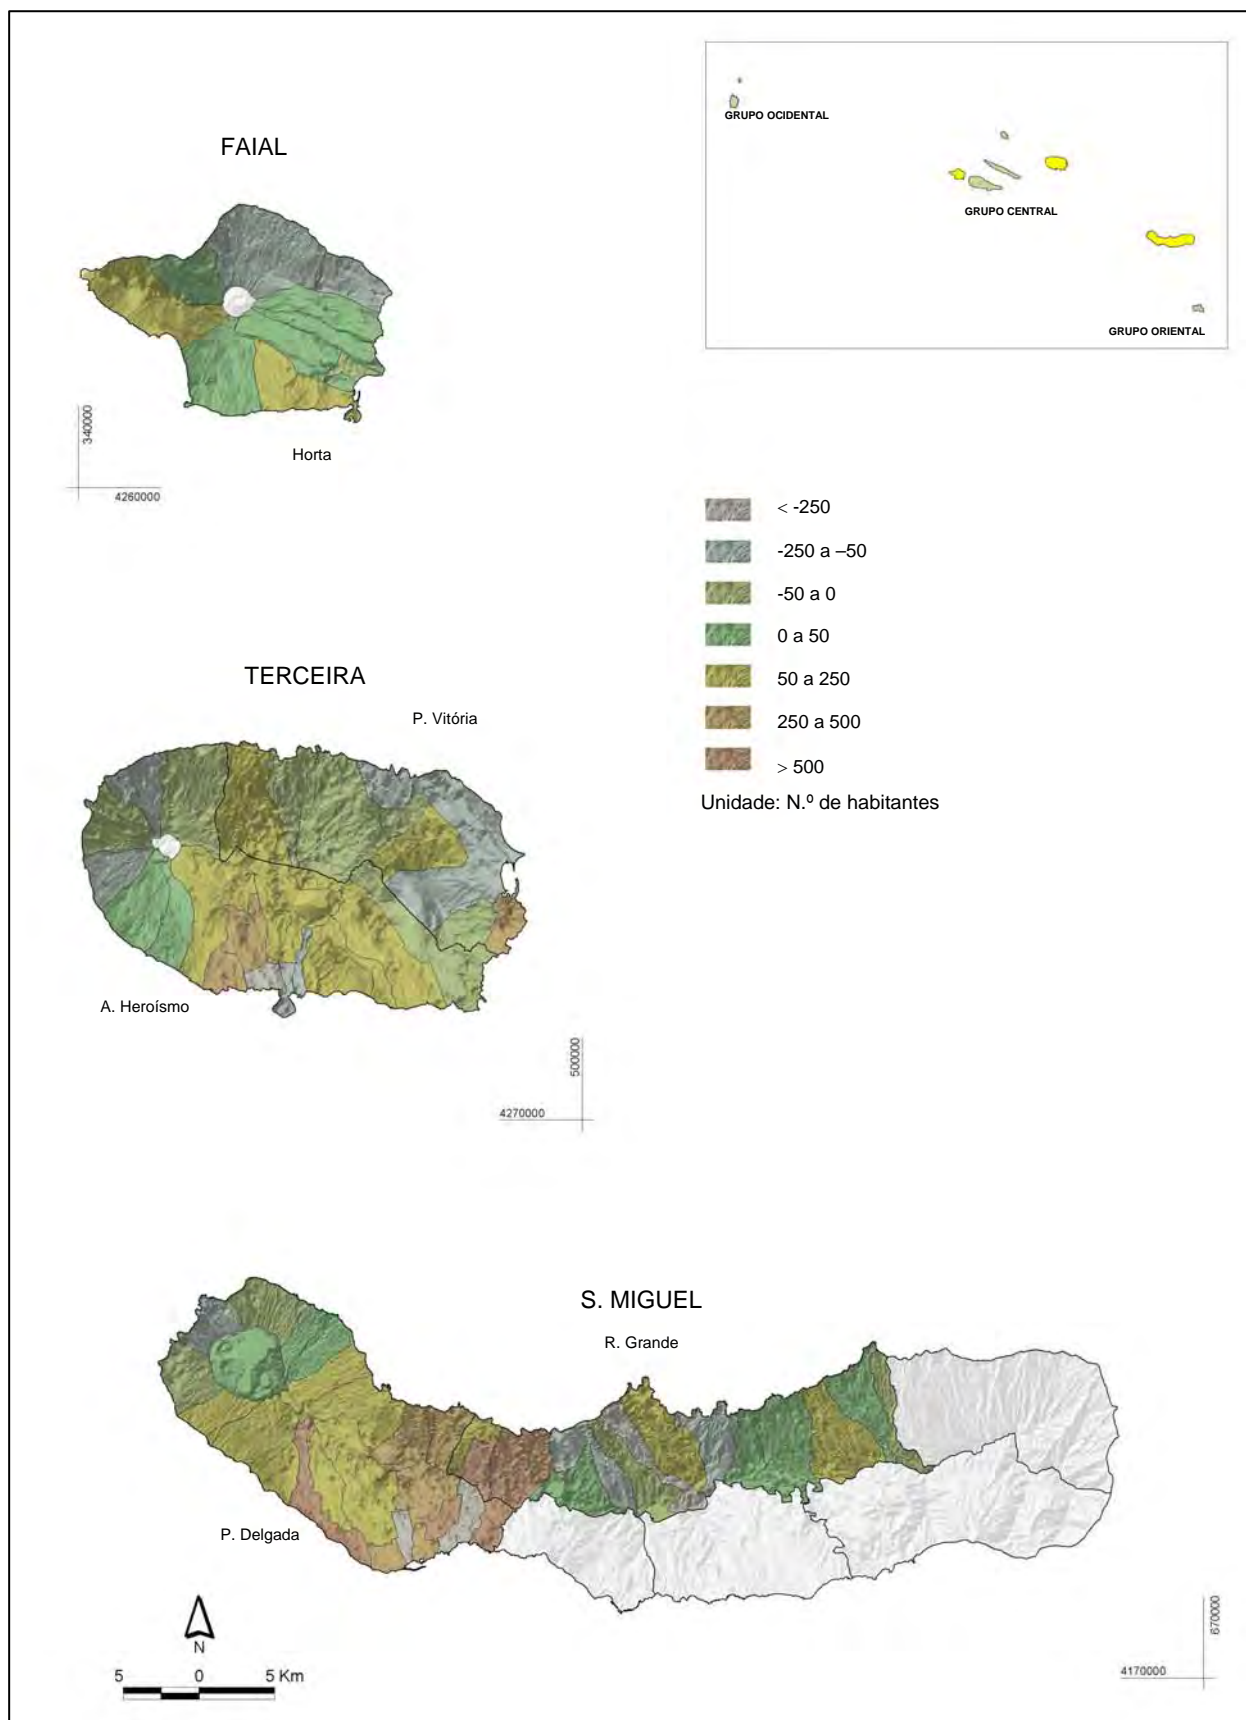 FAIAL
GRUPO OCIDENTAL
GRUPO CENTRAL
GRUPO ORIENTAL
Horta
340000
4260000
< -250
-250 a –50
-50 a 0
0 a 50
50 a 250
250 a 500
> 500
Unidade: N.º de habitantes
TERCEIRA
P. Vitória
A. Heroísmo
500000
4270000
S. MIGUEL
R. Grande
P. Delgada
N
5 0 5 Km
670000
4170000